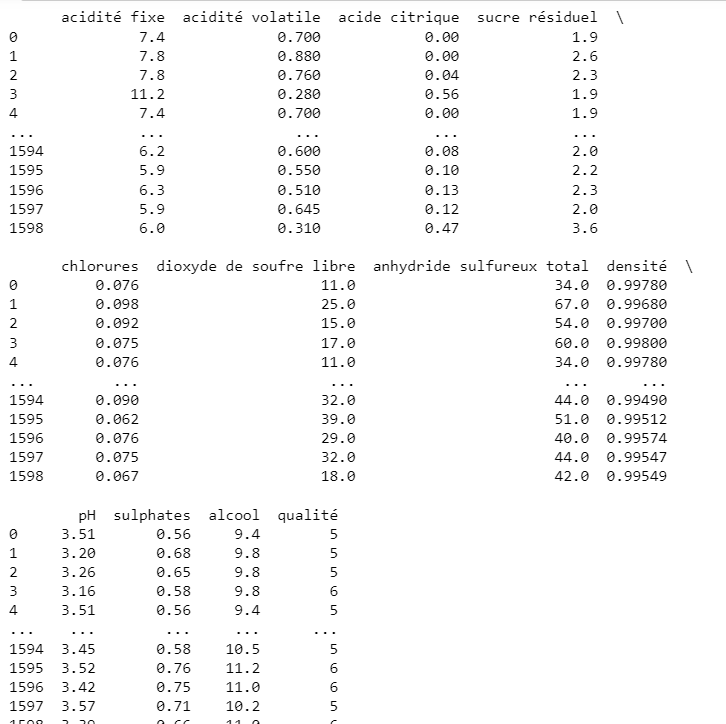 acidité fixe acidité volatile acide citrique sucre résiduel \
0 7.4 0.700 0.00 1.9
1 7.8 0.880 0.00 2.6
2 7.8 0.760 0.04 2.3
3 11.2 0.280 0.56 1.9
4 7.4 0.700 0.00 1.9
... ... ... ... ...
1594 6.2 0.600 0.08 2.0
1595 5.9 0.550 0.10 2.2
1596 6.3 0.510 0.13 2.3
1597 5.9 0.645 0.12 2.0
1598 6.0 0.310 0.47 3.6
chlorures dioxyde de soufre libre anhydride sulfureux total densité \
0 0.076 11.0 34.0 0.99780
1 0.098 25.0 67.0 0.99680
2 0.092 15.0 54.0 0.99700
3 0.075 17.0 60.0 0.99800
4 0.076 11.0 34.0 0.99780
... ... ... ... ...
1594 0.090 32.0 44.0 0.99490
1595 0.062 39.0 51.0 0.99512
1596 0.076 29.0 40.0 0.99574
1597 0.075 32.0 44.0 0.99547
1598 0.067 18.0 42.0 0.99549
pH sulphates alcool qualité
0 3.51 0.56 9.4 5
1 3.20 0.68 9.8 5
2 3.26 0.65 9.8 5
3 3.16 0.58 9.8 6
4 3.51 0.56 9.4 5
... ... ... ... ...
1594 3.45 0.58 10.5 5
1595 3.52 0.76 11.2 6
1596 3.42 0.75 11.0 6
1597 3.57 0.71 10.2 5